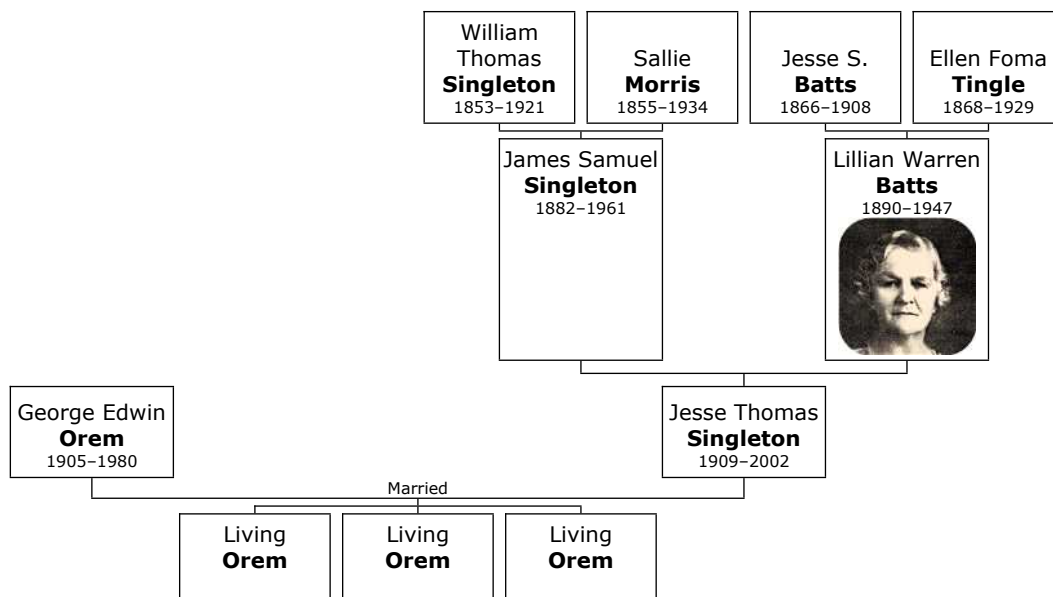 William
Thomas
Singleton
1853–1921
Sallie
Morris
1855–1934
Jesse S.
Batts
1866–1908
Ellen Foma
Tingle
1868–1929
James Samuel
Singleton
1882–1961
Lillian Warren
Batts
1890–1947
George Edwin
Orem
1905–1980
Jesse Thomas
Singleton
1909–2002
Married
Living
Orem
Living
Orem
Living
Orem